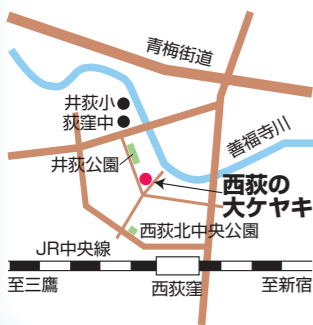 青梅街道
井荻小
荻窪中
善福寺川
井荻公園
西荻の
大ケヤキ
西荻北中央公園
JR中央線
至三鷹
西荻窪
至新宿